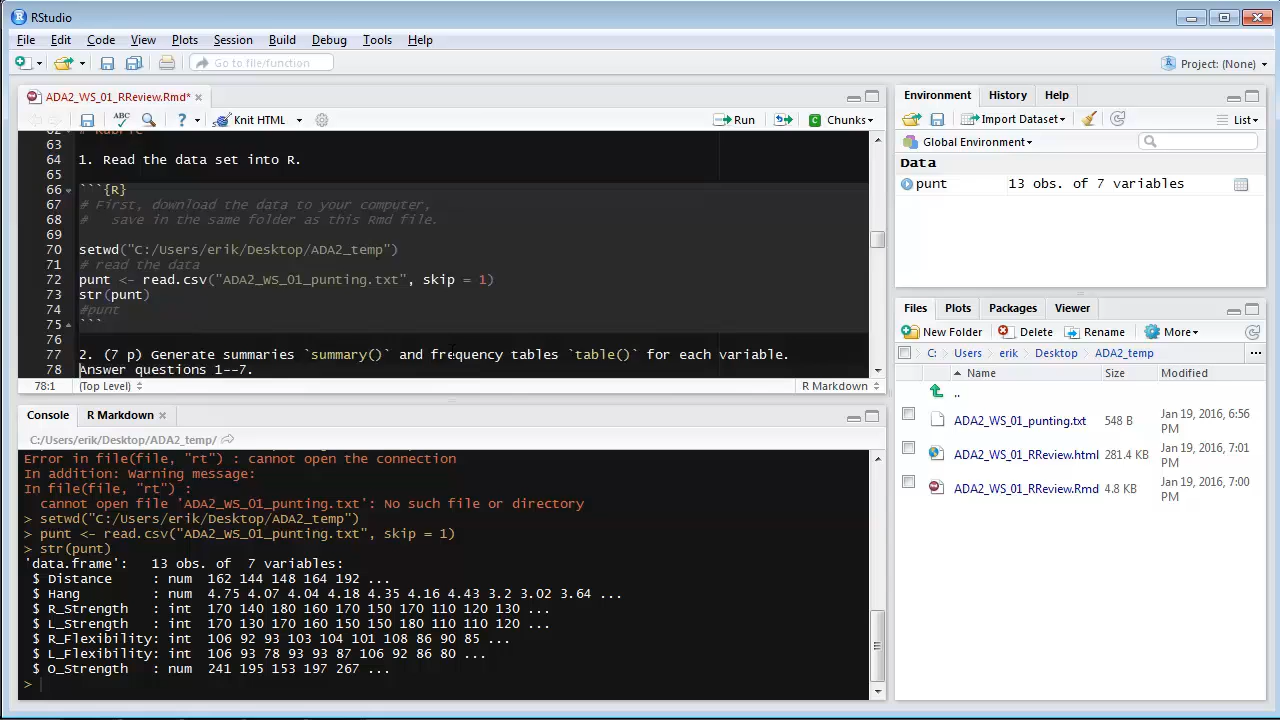 RStudio
File Edit Code View Plots Session Build Debug Tools Help
Go to file/function
Project: (None)
ADA2_WS_01_RReview.Rmd*
ABC
? Knit HTML Run Chunks
62 # Rubric
63
64 1. Read the data set into R.
65
66 ```{R}
67 # First, download the data to your computer,
68 #   save in the same folder as this Rmd file.
69
70 setwd("C:/Users/erik/Desktop/ADA2_temp")
71 # read the data
72 punt <- read.csv("ADA2_WS_01_punting.txt", skip = 1)
73 str(punt)
74 #punt
75 ```
76
77 2. (7 p) Generate summaries `summary()` and frequency tables `table()` for each variable.
78 Answer questions 1--7.
78:1 (Top Level) R Markdown
Console R Markdown
C:/Users/erik/Desktop/ADA2_temp/
Error in file(file, "rt") : cannot open the connection
In addition: Warning message:
In file(file, "rt") :
  cannot open file 'ADA2_WS_01_punting.txt': No such file or directory
> setwd("C:/Users/erik/Desktop/ADA2_temp")
> punt <- read.csv("ADA2_WS_01_punting.txt", skip = 1)
> str(punt)
'data.frame':   13 obs. of  7 variables:
 $ Distance     : num  162 144 148 164 192 ...
 $ Hang         : num  4.75 4.07 4.04 4.18 4.35 4.16 4.43 3.2 3.02 3.64 ...
 $ R_Strength   : int  170 140 180 160 170 150 170 110 120 130 ...
 $ L_Strength   : int  170 130 170 160 150 150 180 110 110 120 ...
 $ R_Flexibility: int  106 92 93 103 104 101 108 86 90 85 ...
 $ L_Flexibility: int  106 93 78 93 93 87 106 92 86 80 ...
 $ O_Strength   : num  241 195 153 197 267 ...
>
Environment History Help
Import Dataset List
Global Environment
Data
punt 13 obs. of 7 variables
Files Plots Packages Viewer
New Folder Delete Rename More
C: Users erik Desktop ADA2_temp ...
Name Size Modified
..
ADA2_WS_01_punting.txt 548 B Jan 19, 2016, 6:56 PM
ADA2_WS_01_RReview.html 281.4 KB Jan 19, 2016, 7:01 PM
ADA2_WS_01_RReview.Rmd 4.8 KB Jan 19, 2016, 7:00 PM